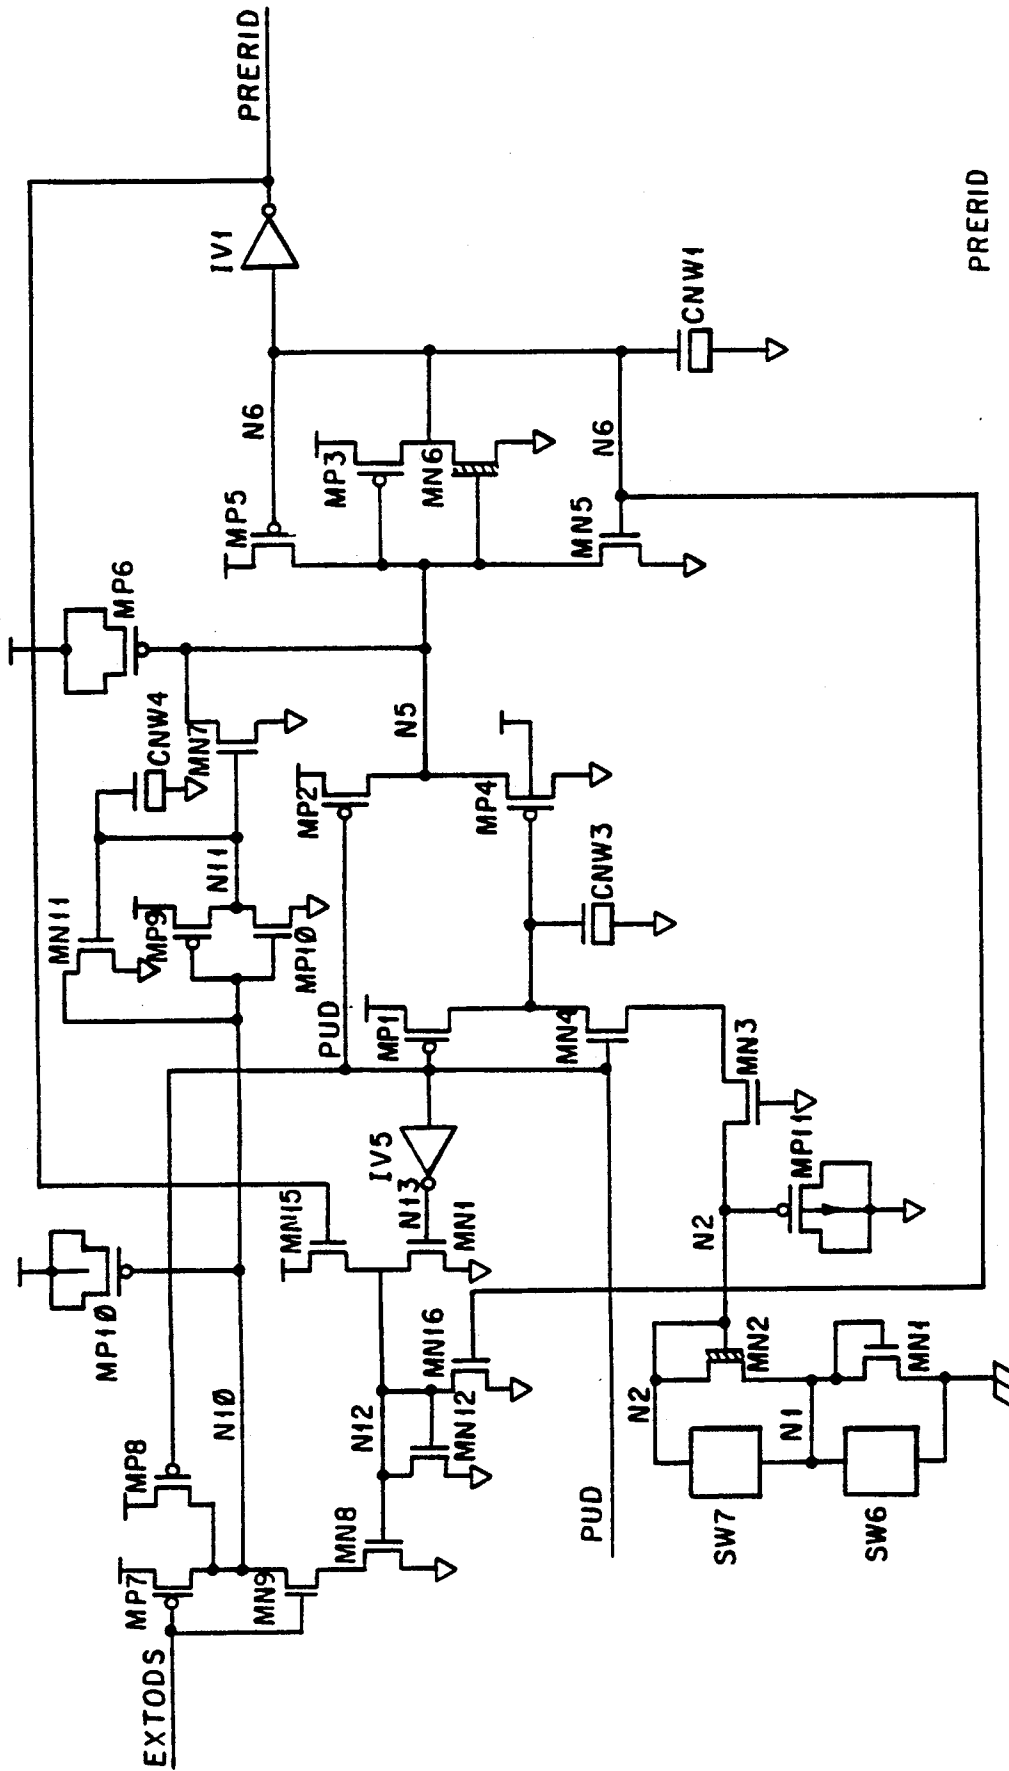 EXTODS
MP7
MP8
N10
MP10
MN9
MN8
N12
MN12
MN16
MN15
MN1
N13
IV5
MN11
MP9
MP10
N11
CNW4
MN7
MP6
PUD
MP1
MN4
MP2
MP4
CNW3
N5
MP5
MP3
MN6
MN5
N6
N6
IV1
CNW1
PRERID
PUD
N2
N2
MN2
MN3
MP11
N1
MN1
SW7
SW6
PRERID